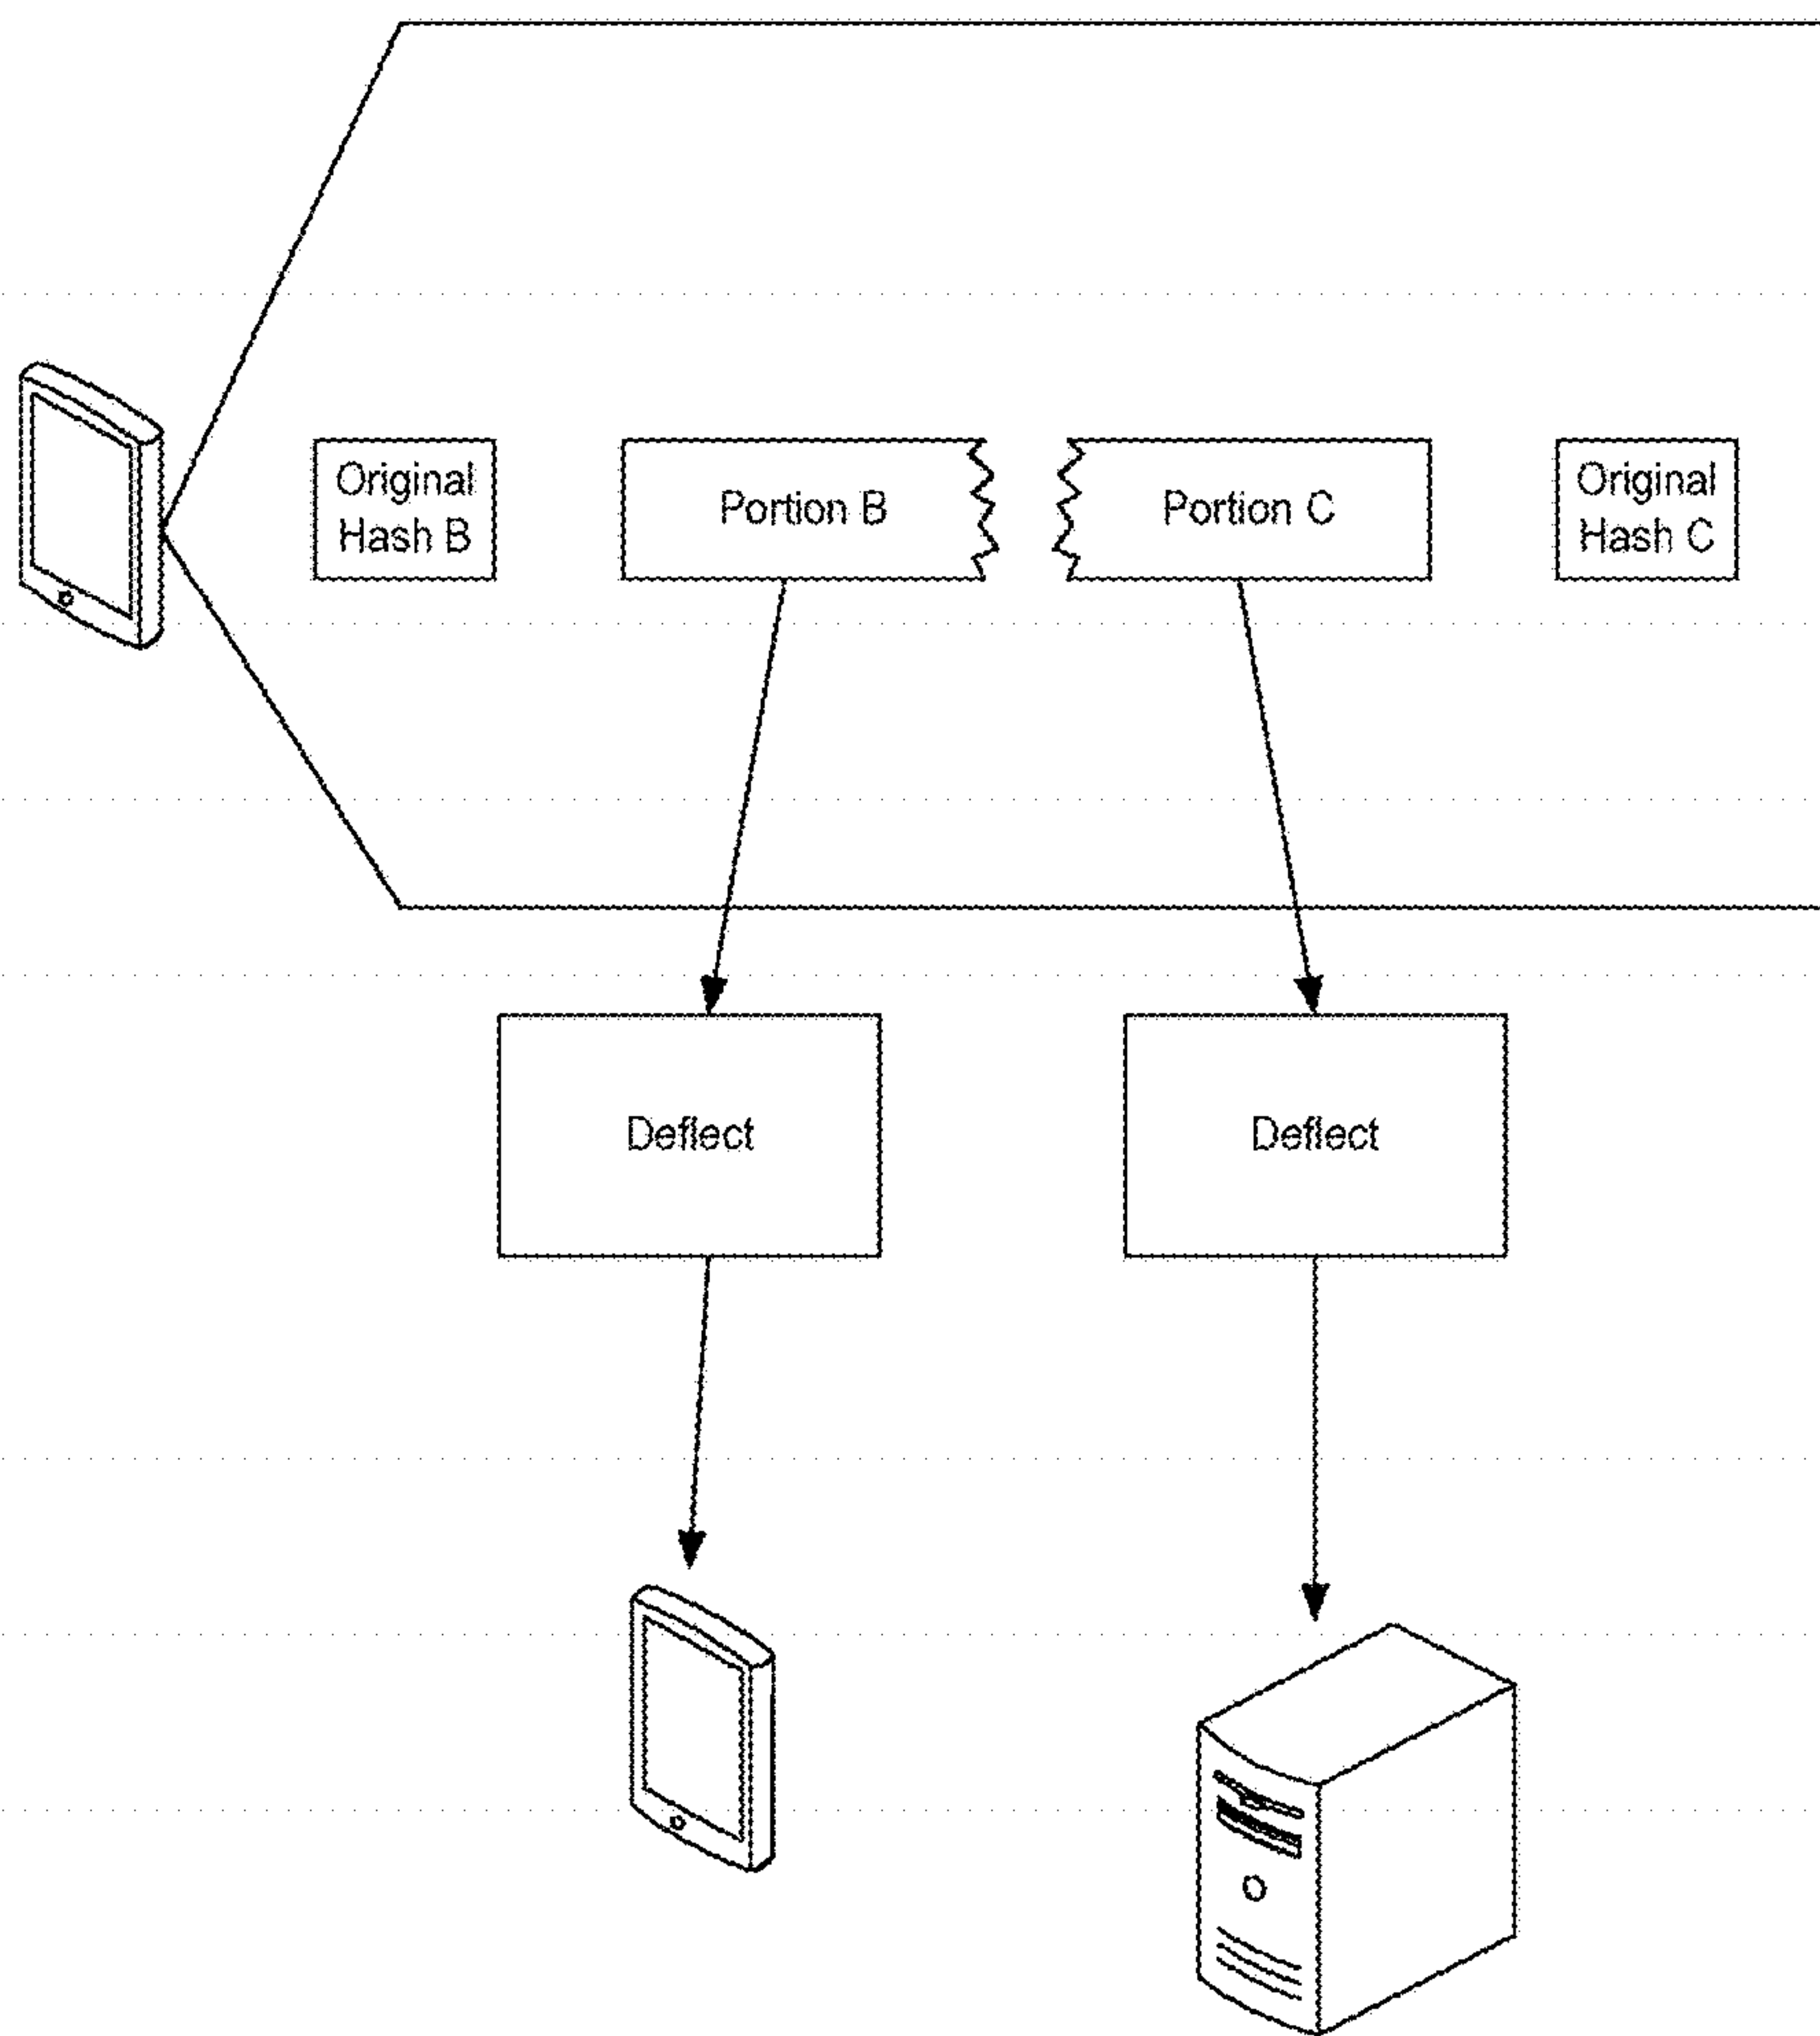 Original
Hash B
Portion B
Portion C
Original
Hash C
Deflect
Deflect